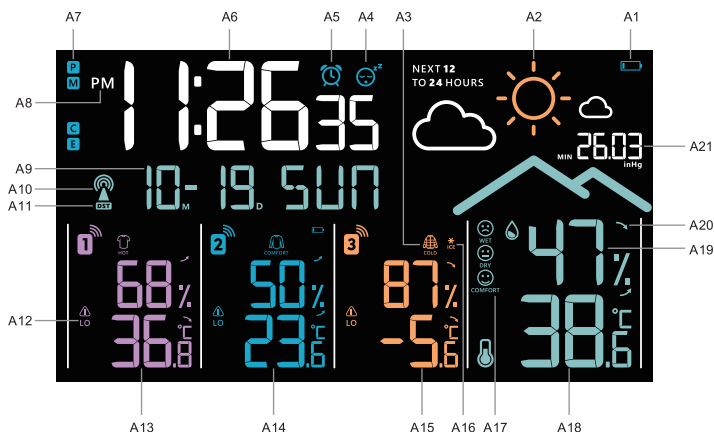 A7 A6 A5 A4 A3 A2 A1
P
M
A8 PM 11:26 35
zz
C
E
NEXT 12
TO 24 HOURS
MIN 26.03 A21
inHg
A9
A10
A11 DST
10-M 19 D SUN
1 HOT
68%
A12 LO
36.8 °C
2 COMFORT
50%
LO
23.6 °C
3 COLD ICE
87%
LO
-5.6 °C
WET
DRY
COMFORT
47% A20
A19
38.6 °C
A13 A14 A15 A16 A17 A18